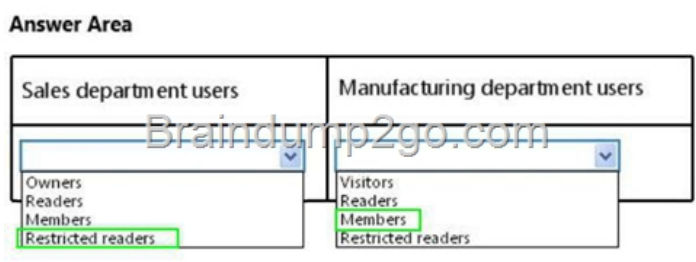 Answer Area
Sales department users
Manufacturing department users
Braindump2go.com
Owners
Readers
Members
Restricted readers
Visitors
Readers
Members
Restricted readers